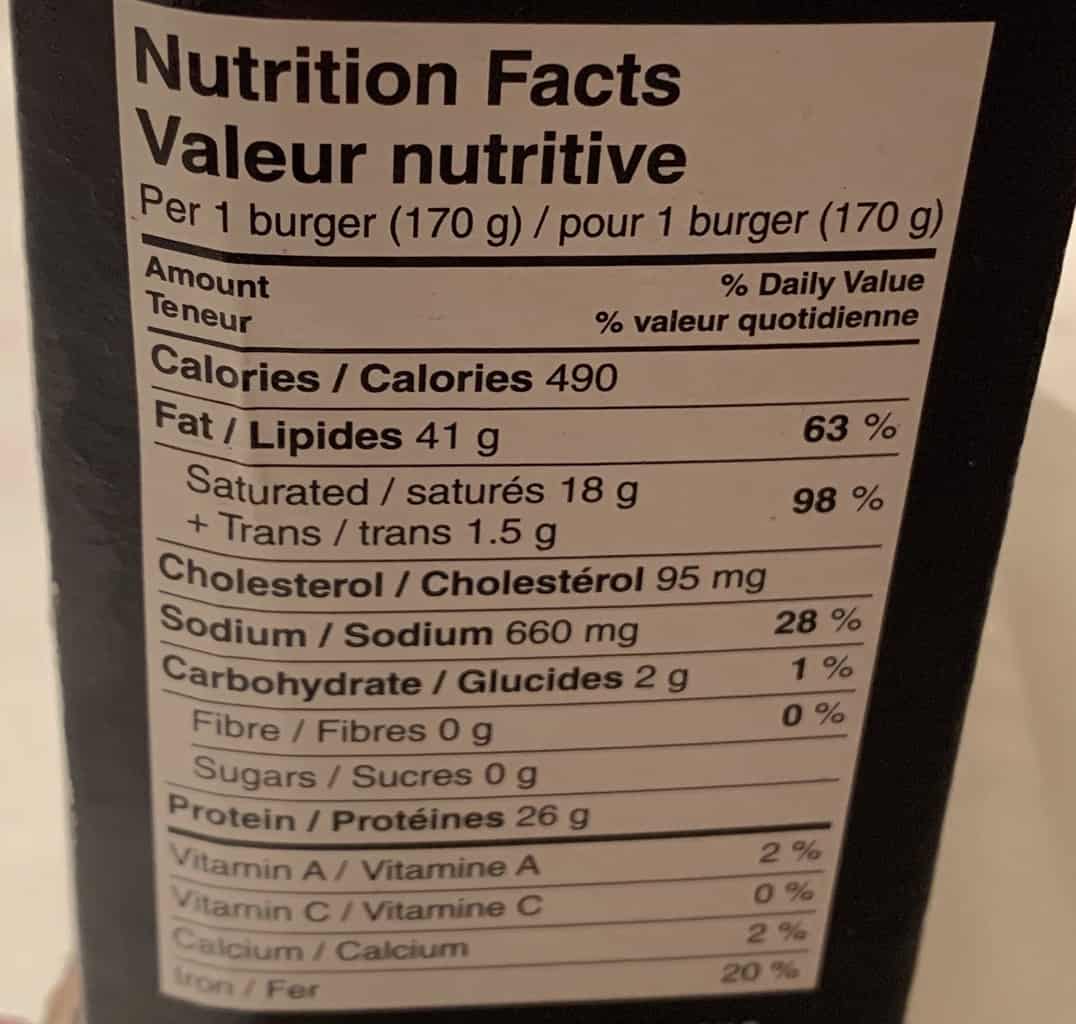 Nutrition Facts
Valeur nutritive
Per 1 burger (170 g) / pour 1 burger (170 g)
Amount % Daily Value
Teneur % valeur quotidienne
Calories / Calories 490
Fat / Lipides 41 g 63 %
Saturated / saturés 18 g 98 %
+ Trans / trans 1.5 g
Cholesterol / Cholestérol 95 mg
Sodium / Sodium 660 mg 28 %
Carbohydrate / Glucides 2 g 1 %
Fibre / Fibres 0 g 0 %
Sugars / Sucres 0 g
Protein / Protéines 26 g
Vitamin A / Vitamine A 2 %
Vitamin C / Vitamine C 0 %
Calcium / Calcium 2 %
Iron / Fer 20 %